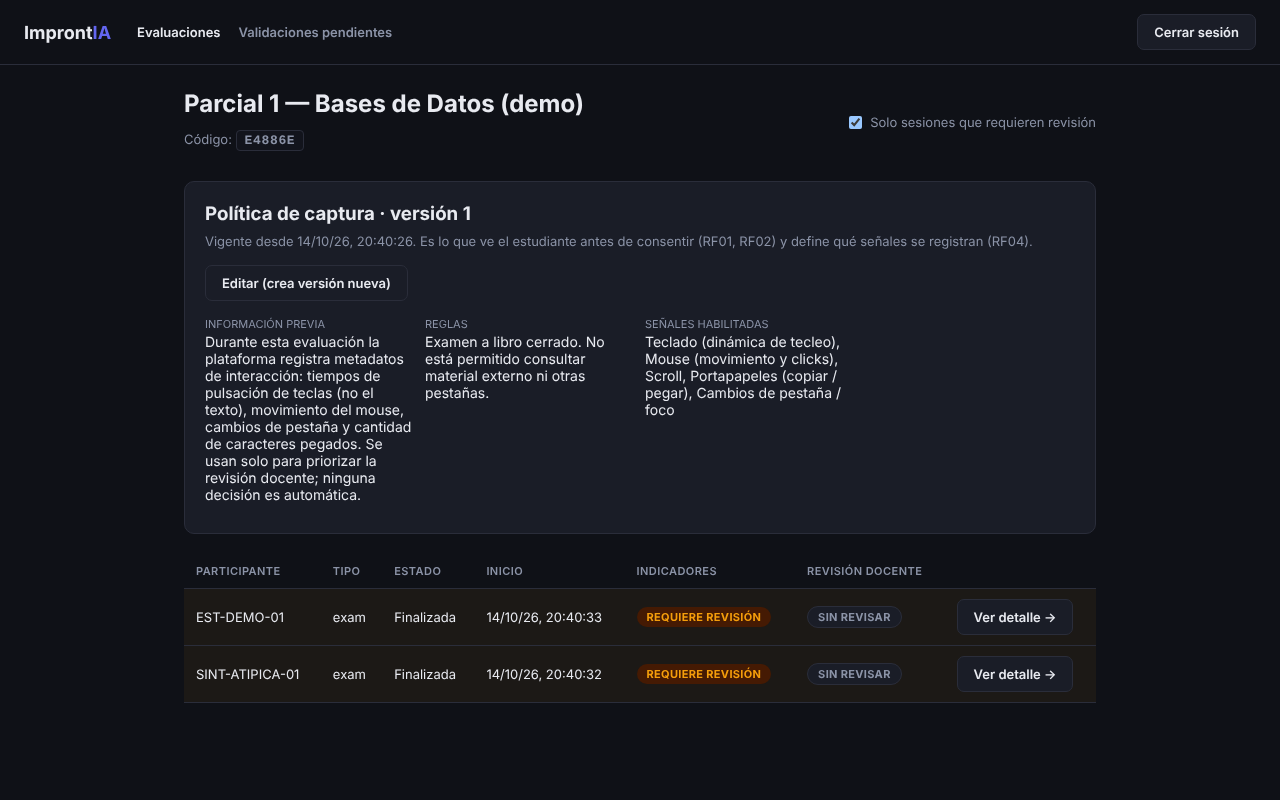 ImprontIA Evaluaciones Validaciones pendientes Cerrar sesión
Parcial 1 — Bases de Datos (demo)
Código: E4886E
Solo sesiones que requieren revisión
Política de captura · versión 1
Vigente desde 14/10/26, 20:40:26. Es lo que ve el estudiante antes de consentir (RF01, RF02) y define qué señales se registran (RF04).
Editar (crea versión nueva)
INFORMACIÓN PREVIA
Durante esta evaluación la
plataforma registra metadatos
de interacción: tiempos de
pulsación de teclas (no el
texto), movimiento del mouse,
cambios de pestaña y cantidad
de caracteres pegados. Se
usan solo para priorizar la
revisión docente; ninguna
decisión es automática.
REGLAS
Examen a libro cerrado. No
está permitido consultar
material externo ni otras
pestañas.
SEÑALES HABILITADAS
Teclado (dinámica de tecleo),
Mouse (movimiento y clicks),
Scroll, Portapapeles (copiar /
pegar), Cambios de pestaña /
foco
PARTICIPANTE TIPO ESTADO INICIO INDICADORES REVISIÓN DOCENTE
EST-DEMO-01 exam Finalizada 14/10/26, 20:40:33 REQUIERE REVISIÓN SIN REVISAR Ver detalle →
SINT-ATIPICA-01 exam Finalizada 14/10/26, 20:40:32 REQUIERE REVISIÓN SIN REVISAR Ver detalle →